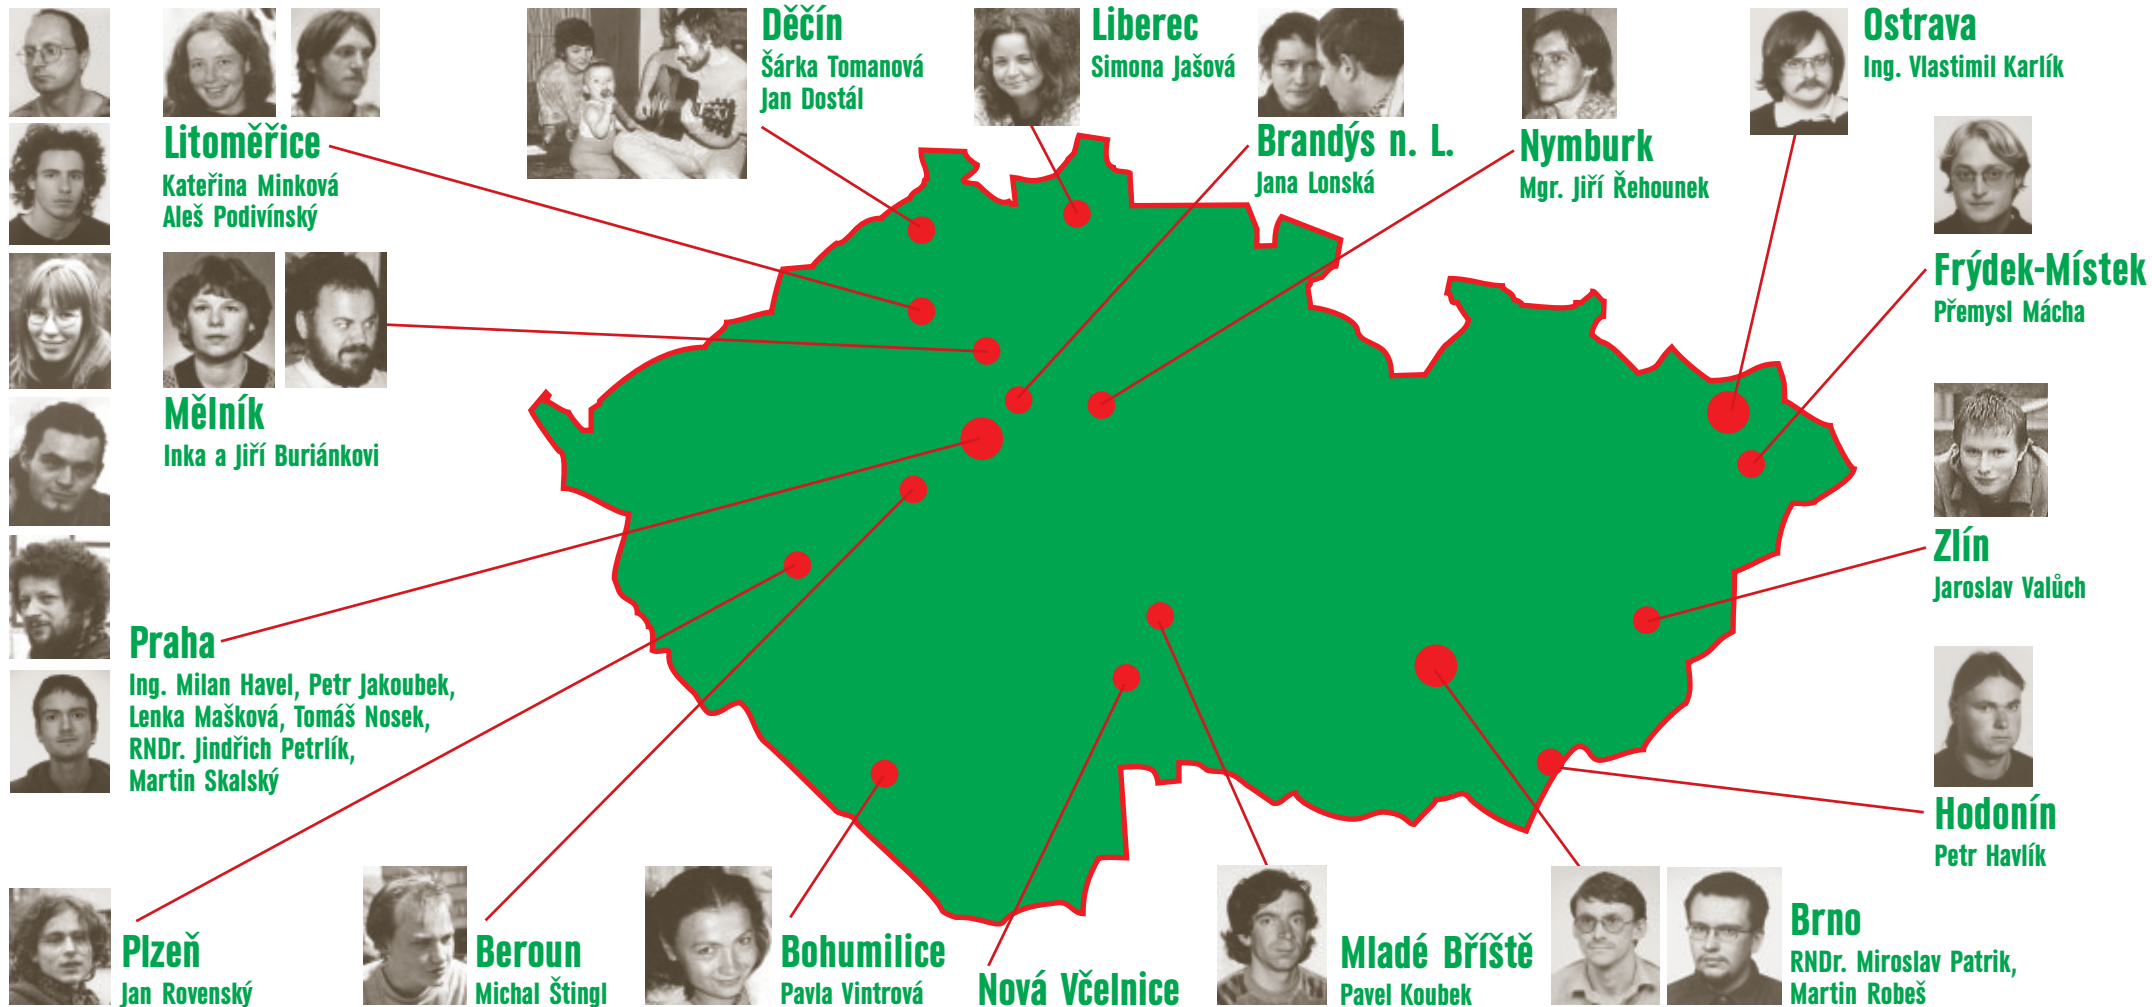 Děčín
Šárka Tomanová
Jan Dostál
Liberec
Simona Jašová
Ostrava
Ing. Vlastimil Karlík
Litoměřice
Kateřina Minková
Aleš Podivínský
Brandýs n. L.
Jana Lonská
Nymburk
Mgr. Jiří Řehounek
Frýdek-Místek
Přemysl Mácha
Mělník
Inka a Jiří Buriánkovi
Zlín
Jaroslav Valůch
Praha
Ing. Milan Havel, Petr Jakoubek,
Lenka Mašková, Tomáš Nosek,
RNDr. Jindřich Petrlík,
Martin Skalský
Hodonín
Petr Havlík
Plzeň
Jan Rovenský
Beroun
Michal Štingl
Bohumilice
Pavla Vintrová
Nová Včelnice
Mladé Bříště
Pavel Koubek
Brno
RNDr. Miroslav Patrik,
Martin Robeš